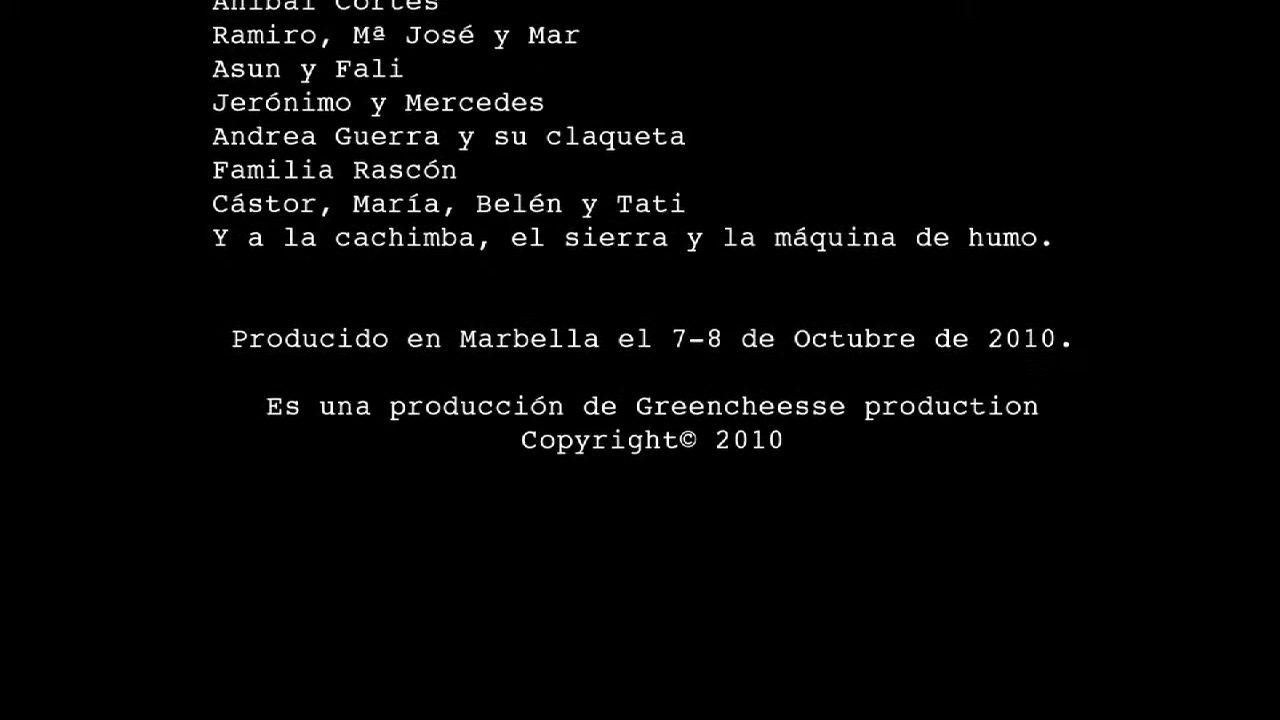 Aníbal Cortés
Ramiro, Mª José y Mar
Asun y Fali
Jerónimo y Mercedes
Andrea Guerra y su claqueta
Familia Rascón
Cástor, María, Belén y Tati
Y a la cachimba, el sierra y la máquina de humo.
Producido en Marbella el 7-8 de Octubre de 2010.
Es una producción de Greencheesse production
Copyright© 2010